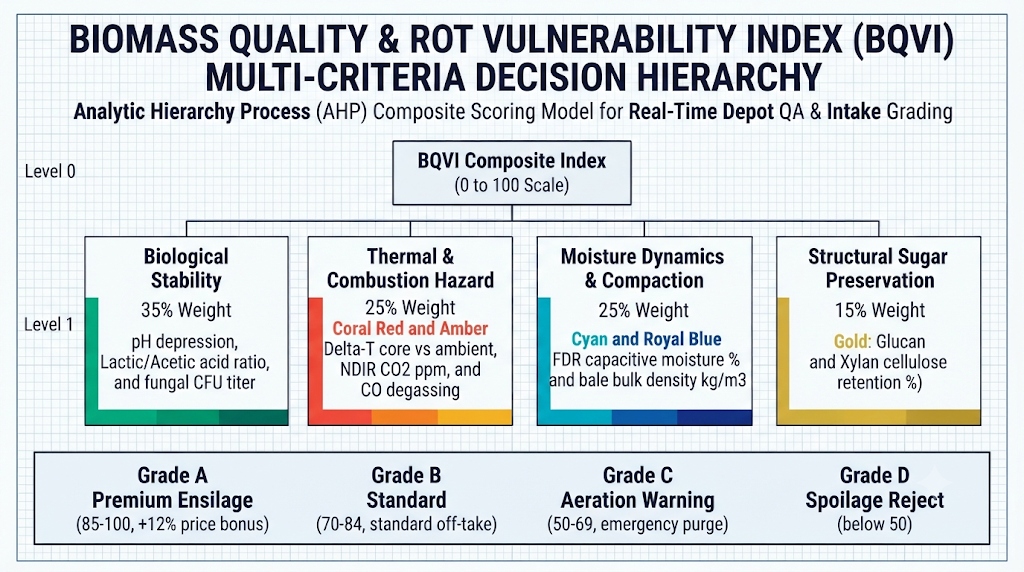 BIOMASS QUALITY & ROT VULNERABILITY INDEX (BQVI)
MULTI-CRITERIA DECISION HIERARCHY
Analytic Hierarchy Process (AHP) Composite Scoring Model for Real-Time Depot QA & Intake Grading
Level 0
BQVI Composite Index
(0 to 100 Scale)
Level 1
Biological
Stability
35% Weight
pH depression,
Lactic/Acetic acid ratio,
and fungal CFU titer
Thermal &
Combustion Hazard
25% Weight
Coral Red and Amber
Delta-T core vs ambient,
NDIR CO2 ppm, and
CO degassing
Moisture Dynamics
& Compaction
25% Weight
Cyan and Royal Blue
FDR capacitive moisture %
and bale bulk density kg/m3
Structural Sugar
Preservation
15% Weight
Gold: Glucan
and Xylan cellulose
retention %)
Grade A
Premium Ensilage
(85-100, +12% price bonus)
Grade B
Standard
(70-84, standard off-take)
Grade C
Aeration Warning
(50-69, emergency purge)
Grade D
Spoilage Reject
(below 50)